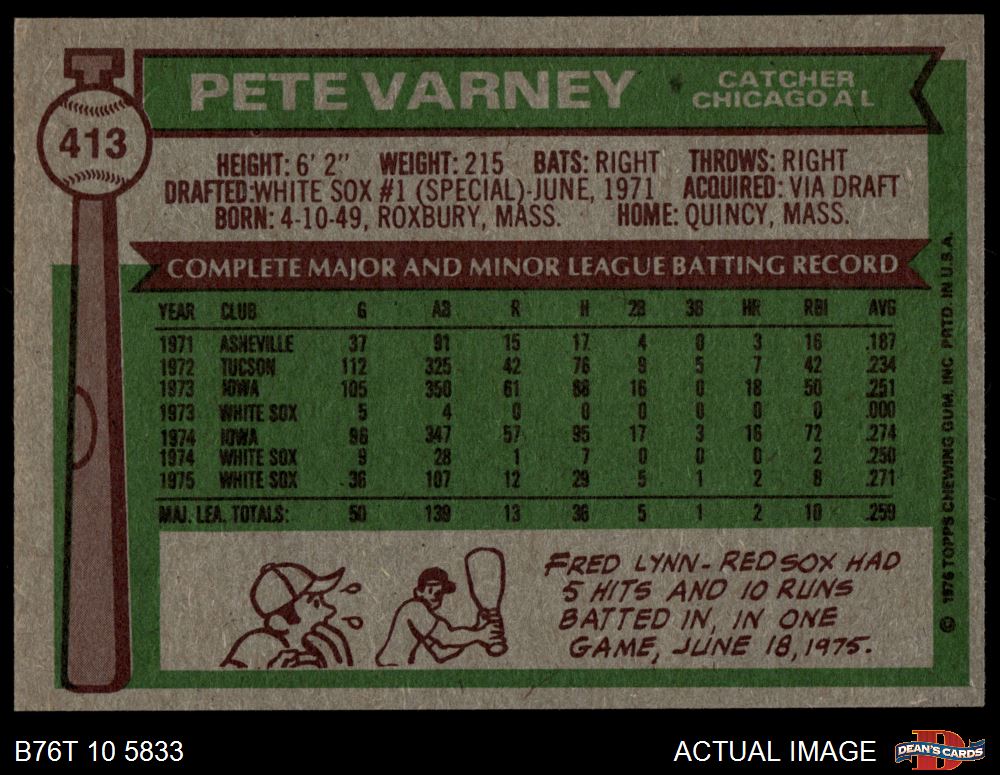 T
413
PETE VARNEY
CATCHER
CHICAGO A L
HEIGHT: 6' 2" WEIGHT: 215 BATS: RIGHT THROWS: RIGHT
DRAFTED: WHITE SOX #1 (SPECIAL)-JUNE, 1971 ACQUIRED: VIA DRAFT
BORN: 4-10-49, ROXBURY, MASS. HOME: QUINCY, MASS.
COMPLETE MAJOR AND MINOR LEAGUE BATTING RECORD
YEAR CLUB G AB R H 2B 3B HR RBI AVG
1971 ASHEVILLE 37 91 15 17 4 0 3 16 .187
1972 TUCSON 112 325 42 76 9 5 7 42 .234
1973 IOWA 105 350 61 88 16 0 18 50 .251
1973 WHITE SOX 5 4 0 0 0 0 0 0 .000
1974 IOWA 96 347 57 95 17 3 16 72 .274
1974 WHITE SOX 9 28 1 7 0 0 0 2 .250
1975 WHITE SOX 36 107 12 29 5 1 2 8 .271
MAJ. LEA. TOTALS: 50 139 13 36 5 1 2 10 .259
FRED LYNN - RED SOX HAD
5 HITS AND 10 RUNS
BATTED IN, IN ONE
GAME, JUNE 18, 1975.
© 1976 TOPPS CHEWING GUM, INC PRTD. IN U.S.A.
B76T 10 5833
ACTUAL IMAGE
DEAN'S CARDS